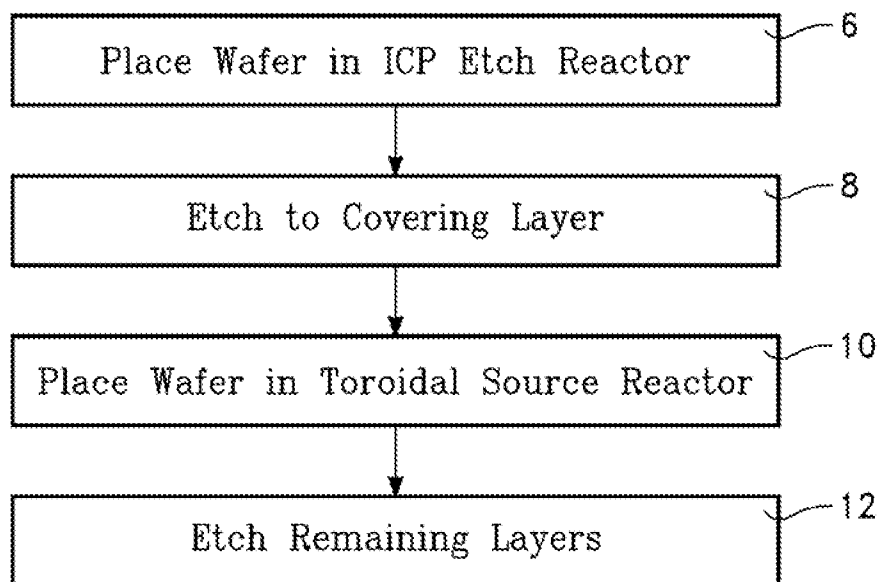 Place Wafer in ICP Etch Reactor
6
Etch to Covering Layer
8
Place Wafer in Toroidal Source Reactor
10
Etch Remaining Layers
12